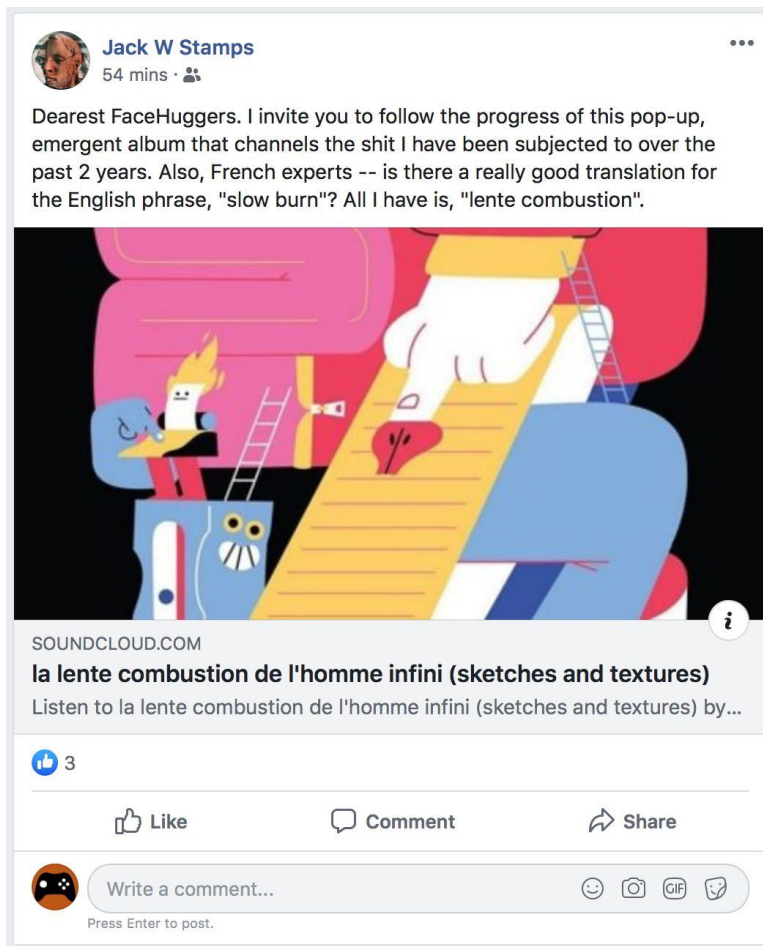 Jack W Stamps
54 mins ·
Dearest FaceHuggers. I invite you to follow the progress of this pop-up,
emergent album that channels the shit I have been subjected to over the
past 2 years. Also, French experts -- is there a really good translation for
the English phrase, "slow burn"? All I have is, "lente combustion".
i
SOUNDCLOUD.COM
la lente combustion de l'homme infini (sketches and textures)
Listen to la lente combustion de l'homme infini (sketches and textures) by...
3
Like Comment Share
Write a comment... GIF
Press Enter to post.